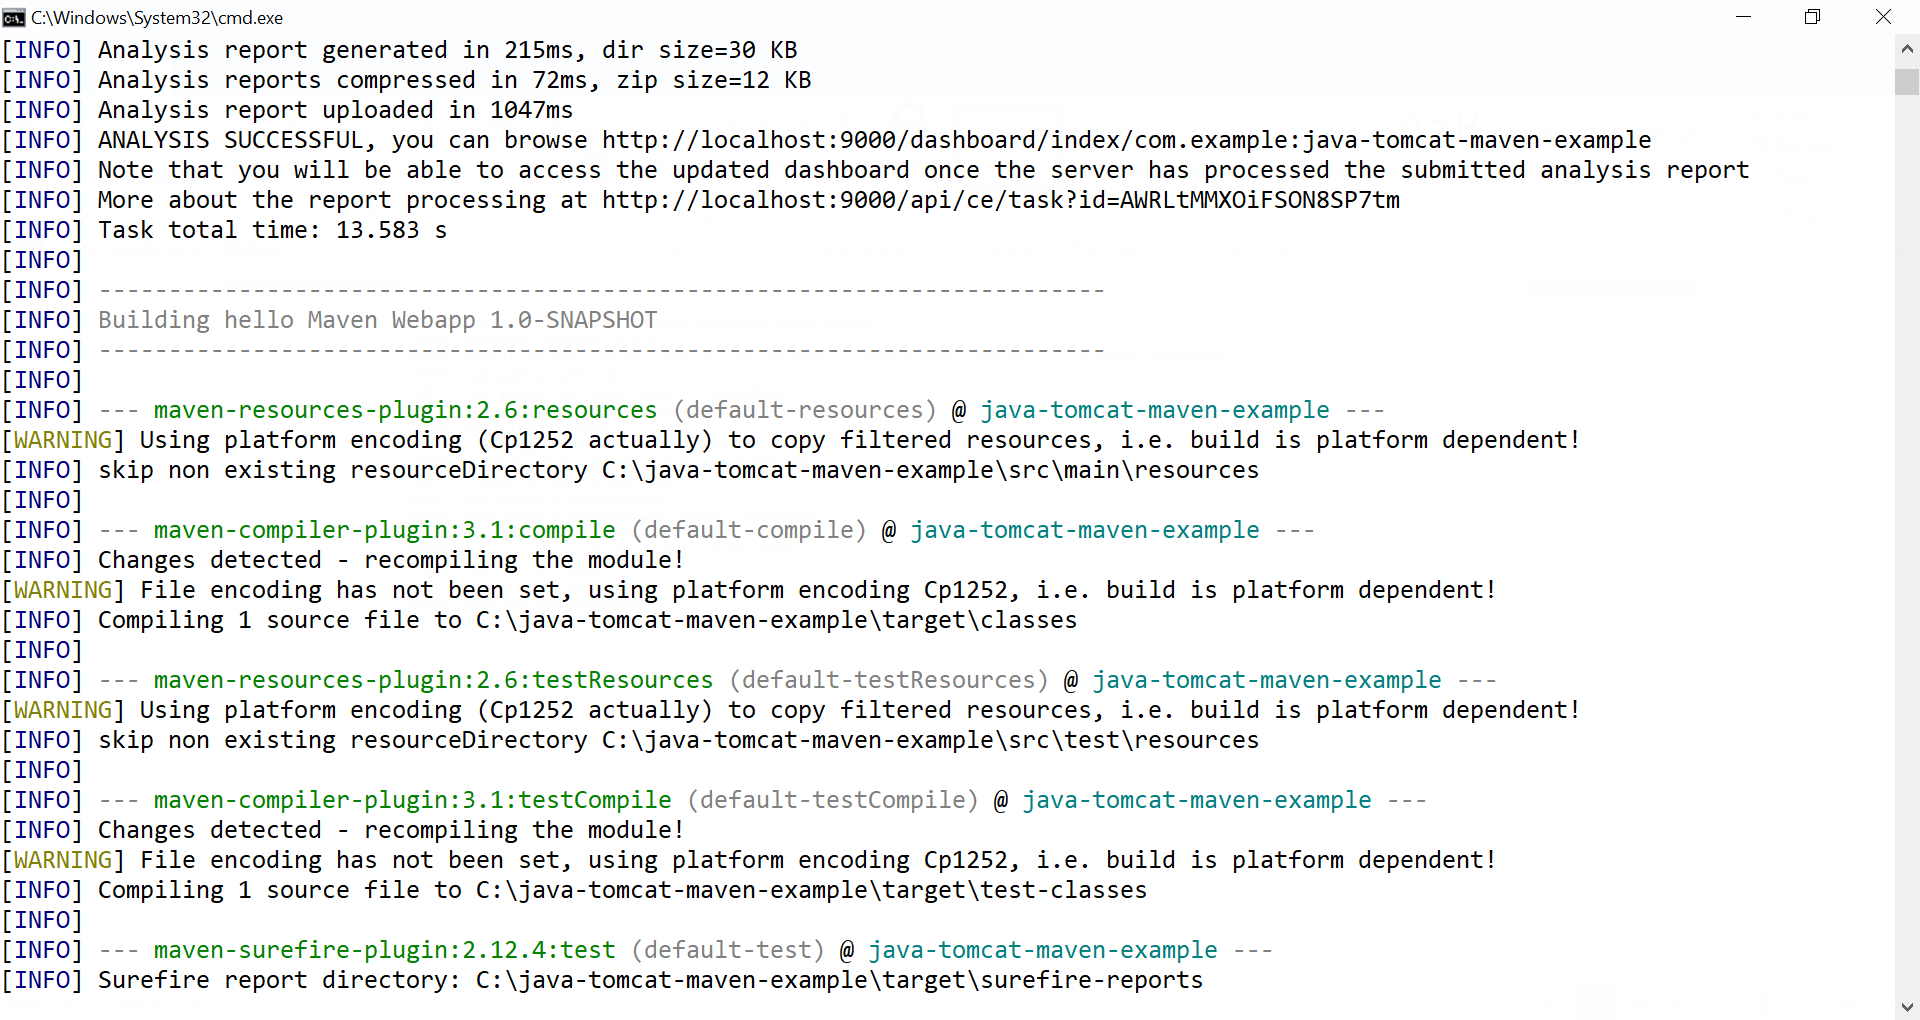 C:\Windows\System32\cmd.exe
[INFO] Analysis report generated in 215ms, dir size=30 KB
[INFO] Analysis reports compressed in 72ms, zip size=12 KB
[INFO] Analysis report uploaded in 1047ms
[INFO] ANALYSIS SUCCESSFUL, you can browse http://localhost:9000/dashboard/index/com.example:java-tomcat-maven-example
[INFO] Note that you will be able to access the updated dashboard once the server has processed the submitted analysis report
[INFO] More about the report processing at http://localhost:9000/api/ce/task?id=AWRLtMMXOiFSON8SP7tm
[INFO] Task total time: 13.583 s
[INFO]
[INFO] ------------------------------------------------------------------------
[INFO] Building hello Maven Webapp 1.0-SNAPSHOT
[INFO] ------------------------------------------------------------------------
[INFO]
[INFO] --- maven-resources-plugin:2.6:resources (default-resources) @ java-tomcat-maven-example ---
[WARNING] Using platform encoding (Cp1252 actually) to copy filtered resources, i.e. build is platform dependent!
[INFO] skip non existing resourceDirectory C:\java-tomcat-maven-example\src\main\resources
[INFO]
[INFO] --- maven-compiler-plugin:3.1:compile (default-compile) @ java-tomcat-maven-example ---
[INFO] Changes detected - recompiling the module!
[WARNING] File encoding has not been set, using platform encoding Cp1252, i.e. build is platform dependent!
[INFO] Compiling 1 source file to C:\java-tomcat-maven-example\target\classes
[INFO]
[INFO] --- maven-resources-plugin:2.6:testResources (default-testResources) @ java-tomcat-maven-example ---
[WARNING] Using platform encoding (Cp1252 actually) to copy filtered resources, i.e. build is platform dependent!
[INFO] skip non existing resourceDirectory C:\java-tomcat-maven-example\src\test\resources
[INFO]
[INFO] --- maven-compiler-plugin:3.1:testCompile (default-testCompile) @ java-tomcat-maven-example ---
[INFO] Changes detected - recompiling the module!
[WARNING] File encoding has not been set, using platform encoding Cp1252, i.e. build is platform dependent!
[INFO] Compiling 1 source file to C:\java-tomcat-maven-example\target\test-classes
[INFO]
[INFO] --- maven-surefire-plugin:2.12.4:test (default-test) @ java-tomcat-maven-example ---
[INFO] Surefire report directory: C:\java-tomcat-maven-example\target\surefire-reports